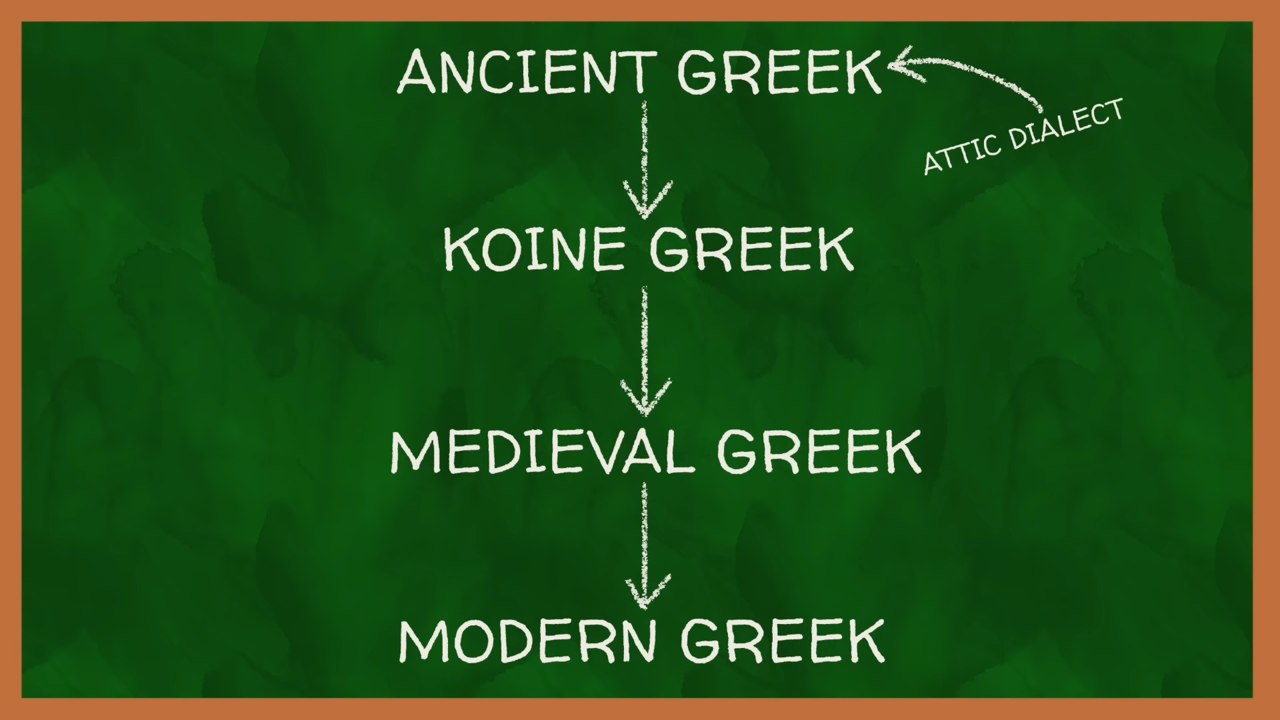 ANCIENT GREEK
ATTIC DIALECT
KOINE GREEK
MEDIEVAL GREEK
MODERN GREEK